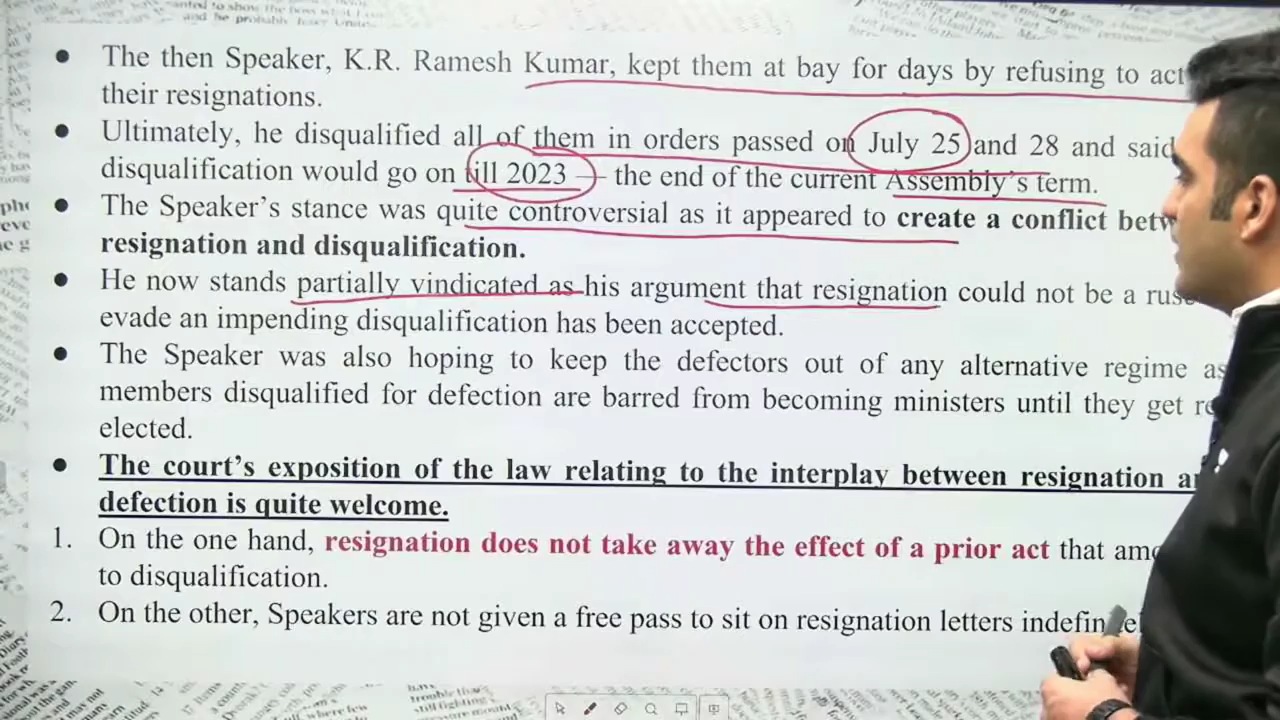 • The then Speaker, K.R. Ramesh Kumar, kept them at bay for days by refusing to act
their resignations.
• Ultimately, he disqualified all of them in orders passed on July 25 and 28 and said
disqualification would go on till 2023 — the end of the current Assembly's term.
• The Speaker's stance was quite controversial as it appeared to create a conflict
resignation and disqualification.
• He now stands partially vindicated as his argument that resignation could not be a
evade an impending disqualification has been accepted.
• The Speaker was also hoping to keep the defectors out of any alternative regime as
members disqualified for defection are barred from becoming ministers until they get
elected.
• The court's exposition of the law relating to the interplay between resignation
defection is quite welcome.
1. On the one hand, resignation does not take away the effect of a prior act that
to disqualification.
2. On the other, Speakers are not given a free pass to sit on resignation letters